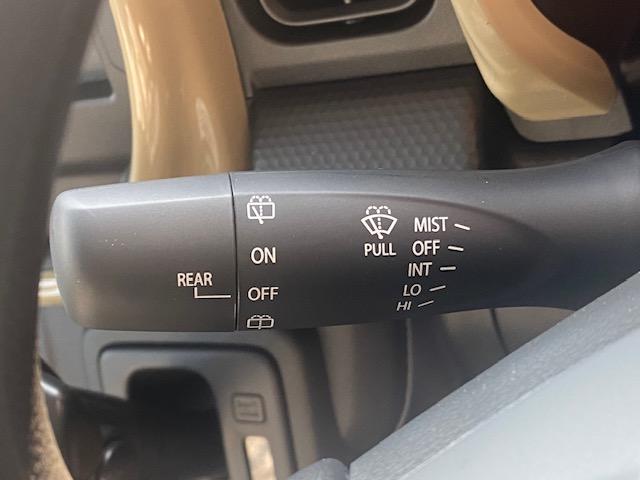 REAR
ON
OFF
PULL
MIST
OFF
INT
LO
HI